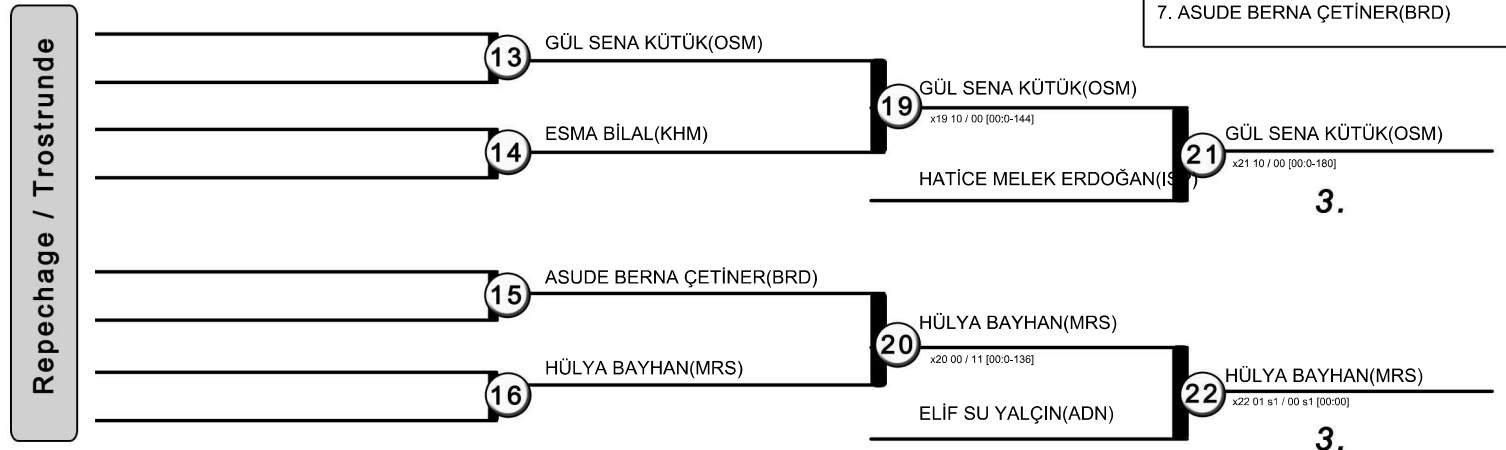 7. ASUDE BERNA ÇETİNER(BRD)
Repechage / Trostrunde
13
GÜL SENA KÜTÜK(OSM)
14
ESMA BİLAL(KHM)
19
GÜL SENA KÜTÜK(OSM)
x19 10 / 00 [00:0-144]
HATİCE MELEK ERDOĞAN
21
GÜL SENA KÜTÜK(OSM)
x21 10 / 00 [00:0-180]
3.
15
ASUDE BERNA ÇETİNER(BRD)
16
HÜLYA BAYHAN(MRS)
20
HÜLYA BAYHAN(MRS)
x20 00 / 11 [00:0-136]
ELİF SU YALÇIN(ADN)
22
HÜLYA BAYHAN(MRS)
x22 01 s1 / 00 s1 [00:00]
3.